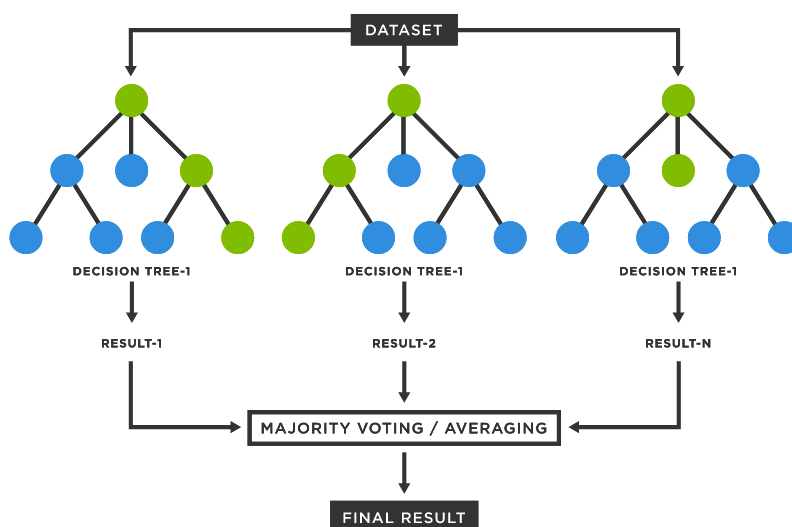 DATASET
DECISION TREE-1
DECISION TREE-1
DECISION TREE-1
RESULT-1
RESULT-2
RESULT-N
MAJORITY VOTING / AVERAGING
FINAL RESULT